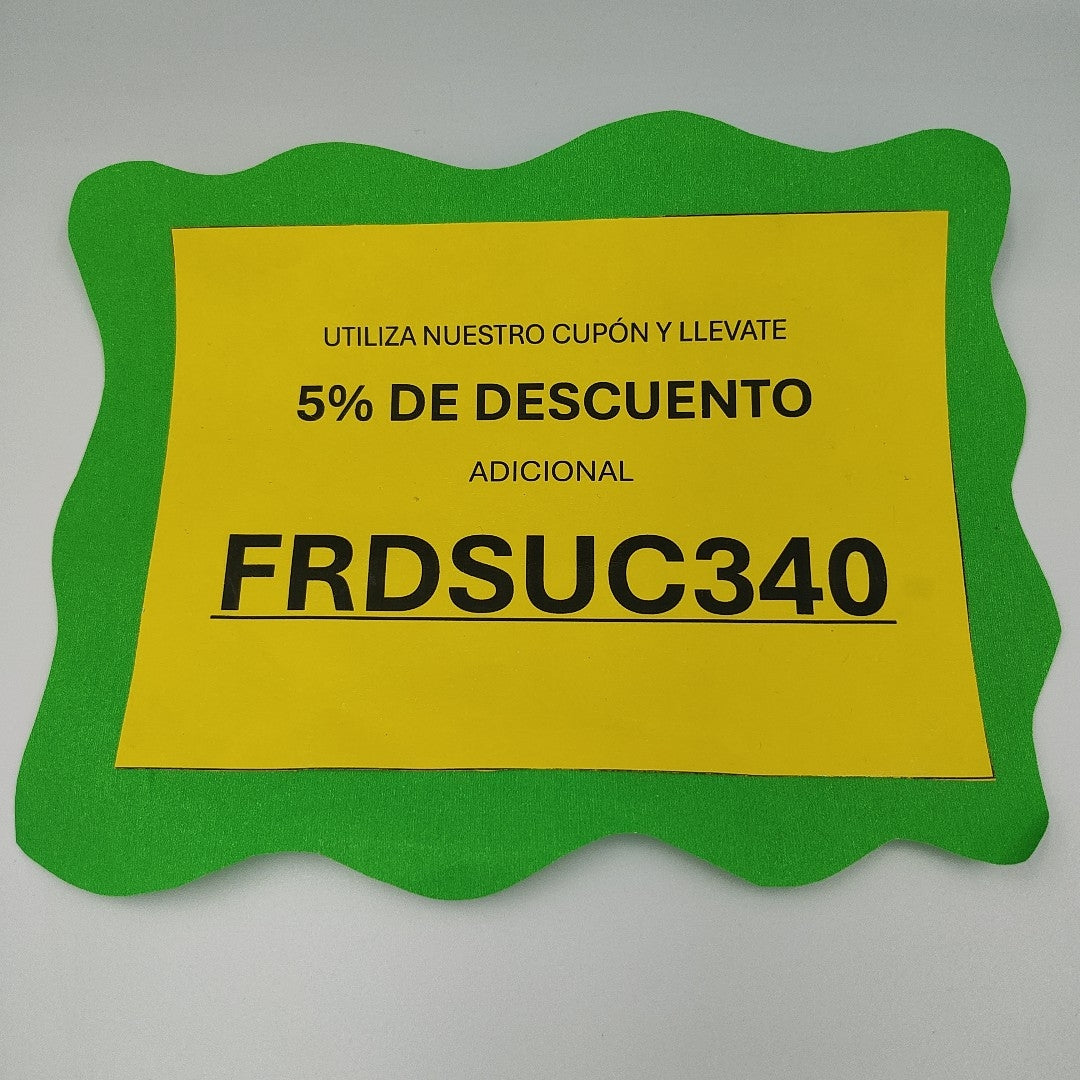 UTILIZA NUESTRO CUPÓN Y LLEVATE
5% DE DESCUENTO
ADICIONAL
FRDSUC340